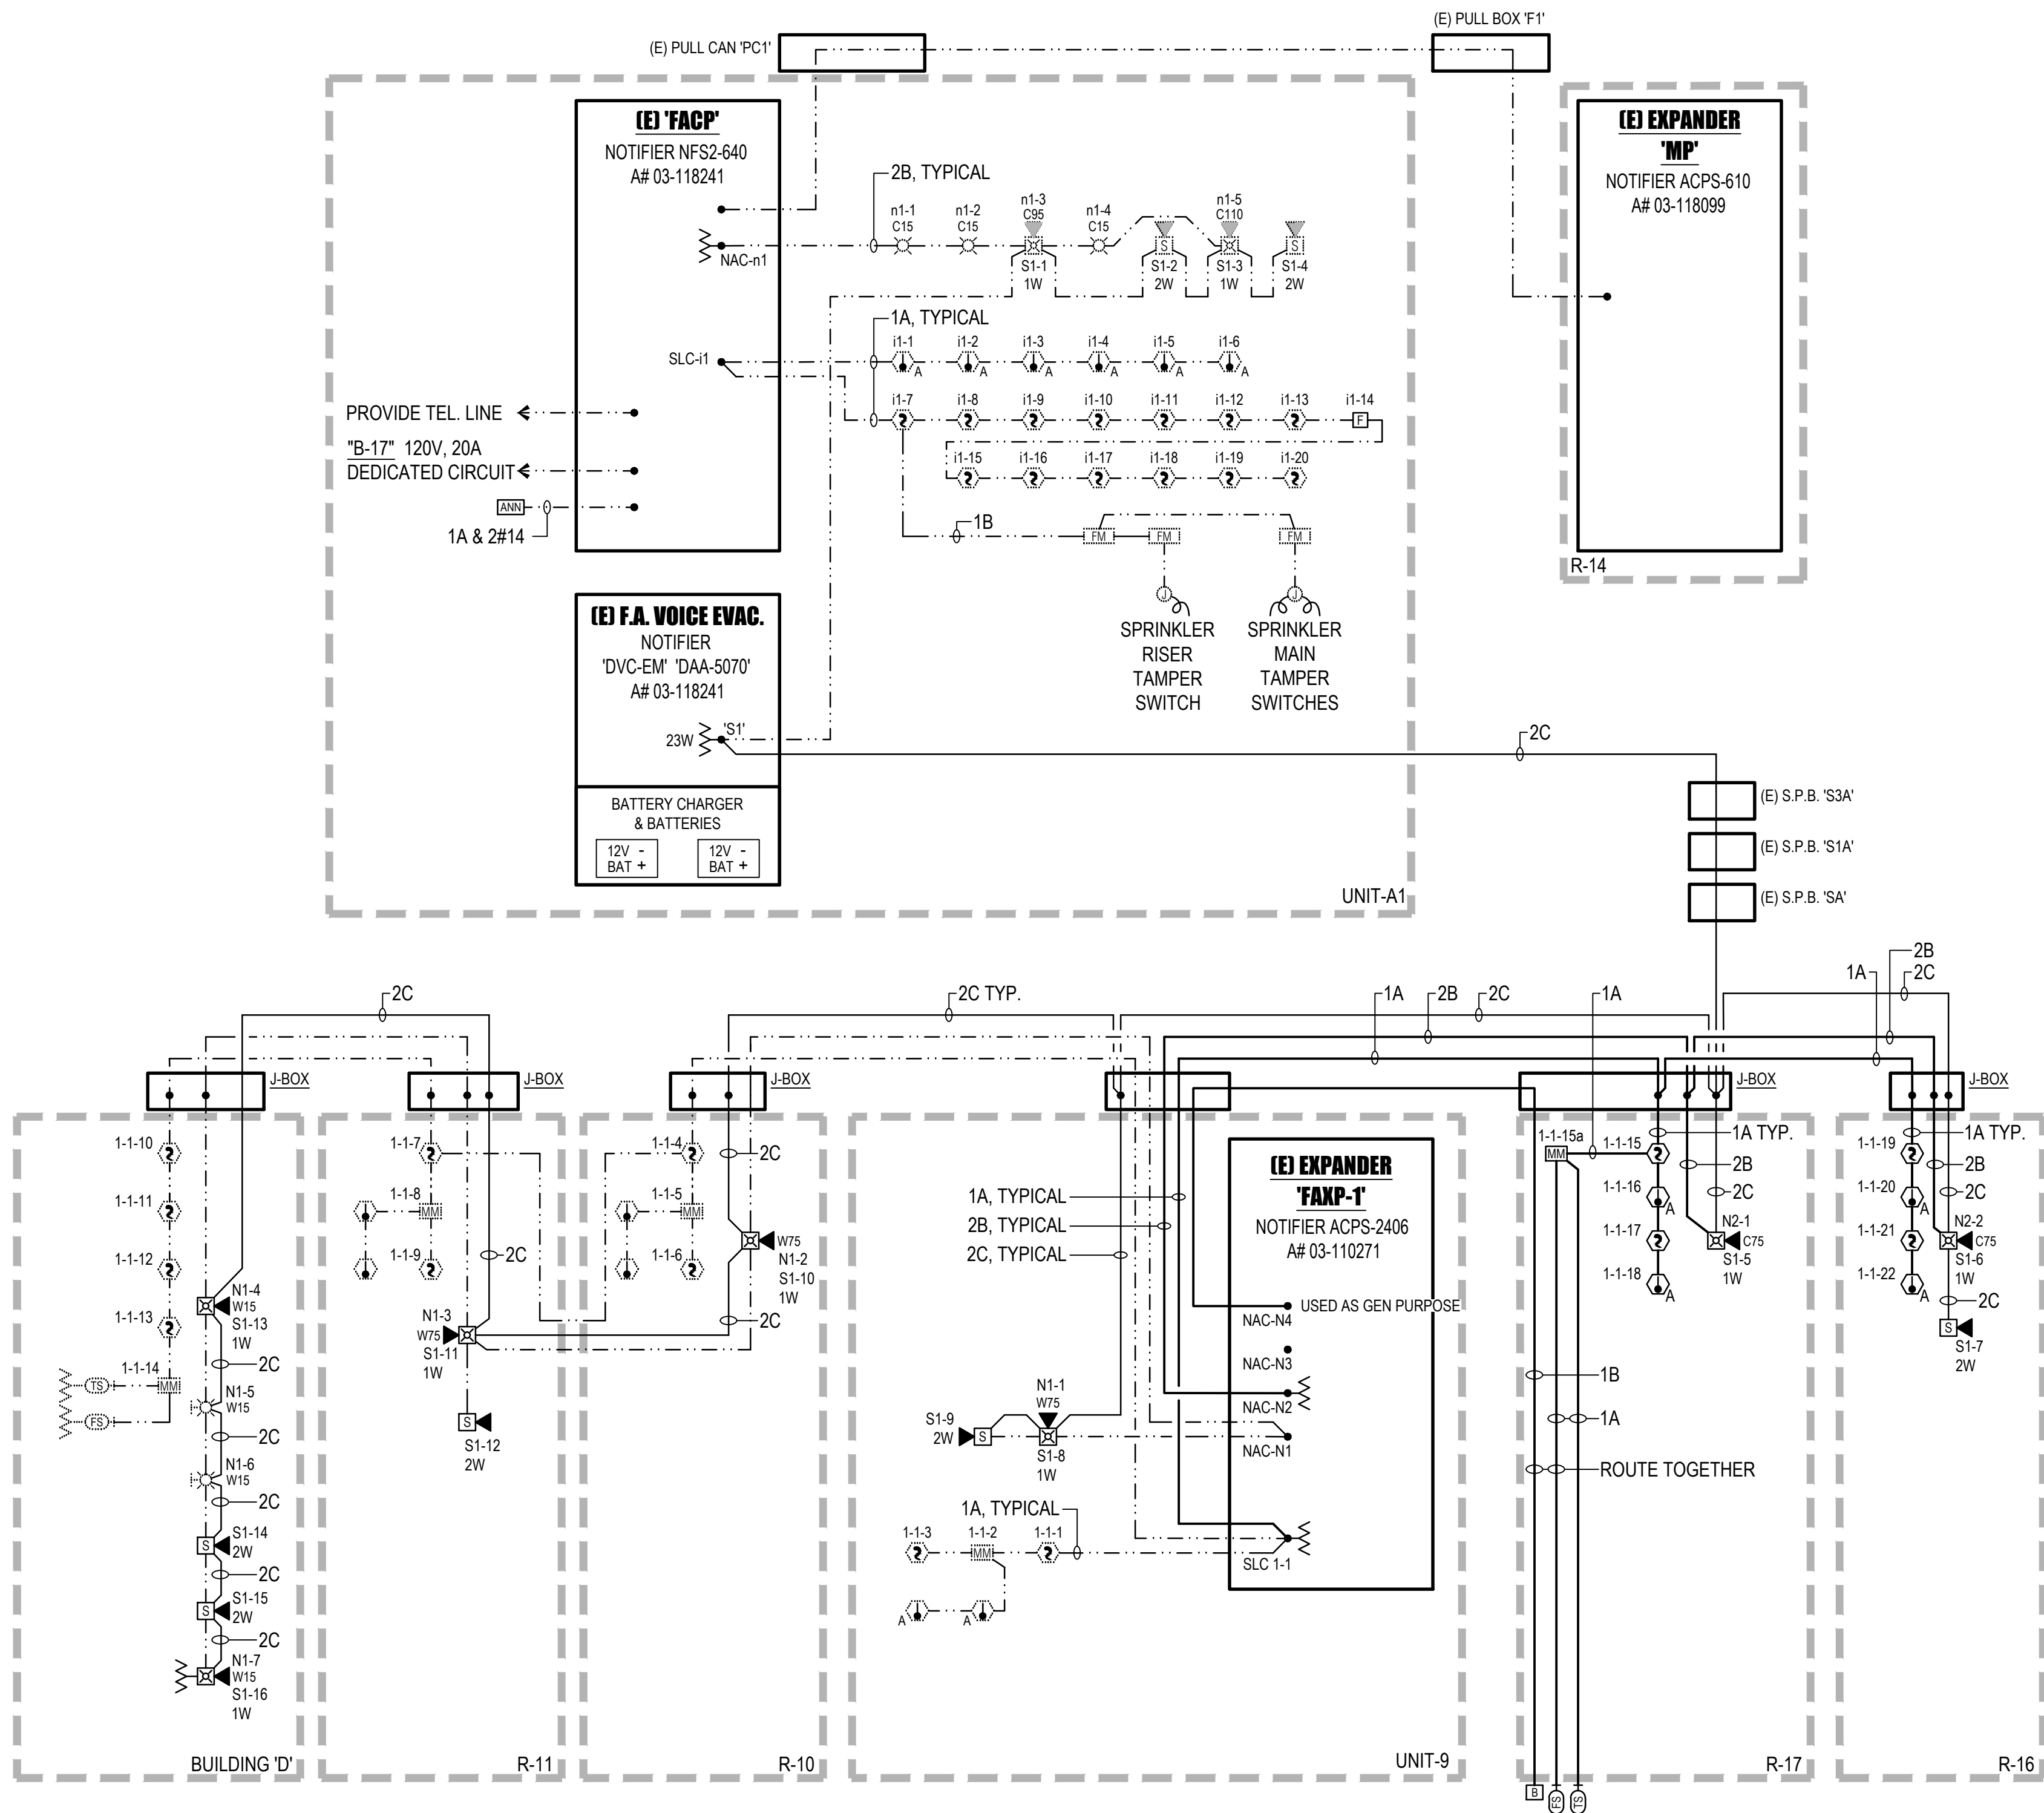 (E) PULL CAN 'PC1'
(E) PULL BOX 'F1'
(E) 'FACP'
NOTIFIER NFS2-640
A# 03-118241
NAC-n1
SLC-i1
PROVIDE TEL. LINE
"B-17" 120V, 20A
DEDICATED CIRCUIT
ANN
1A & 2#14
2B, TYPICAL
n1-1
C15
n1-2
C15
n1-3
C95
n1-4
C15
n1-5
C110
S
S
S1-1
1W
S1-2
2W
S1-3
1W
S1-4
2W
1A, TYPICAL
i1-1
i1-2
i1-3
i1-4
i1-5
i1-6
A
A
A
A
A
A
i1-7
i1-8
i1-9
i1-10
i1-11
i1-12
i1-13
i1-14
F
i1-15
i1-16
i1-17
i1-18
i1-19
i1-20
1B
FM
FM
FM
J
J
SPRINKLER
RISER
TAMPER
SWITCH
SPRINKLER
MAIN
TAMPER
SWITCHES
(E) EXPANDER
'MP'
NOTIFIER ACPS-610
A# 03-118099
R-14
(E) F.A. VOICE EVAC.
NOTIFIER
'DVC-EM' 'DAA-5070'
A# 03-118241
23W
'S1'
BATTERY CHARGER
& BATTERIES
12V -
BAT +
12V -
BAT +
UNIT-A1
2C
(E) S.P.B. 'S3A'
(E) S.P.B. 'S1A'
(E) S.P.B. 'SA'
2C
2C TYP.
1A
2B
2C
1A
1A
2B
2C
J-BOX
J-BOX
J-BOX
J-BOX
J-BOX
1-1-10
1-1-11
1-1-12
1-1-13
1-1-14
MM
TS
FS
N1-4
W15
S1-13
1W
2C
N1-5
W15
2C
N1-6
W15
2C
S
S1-14
2W
2C
S
S1-15
2W
2C
N1-7
W15
S1-16
1W
BUILDING 'D'
1-1-7
1-1-8
MM
1-1-9
2C
N1-3
W75
S1-11
1W
S
S1-12
2W
R-11
1-1-4
1-1-5
MM
1-1-6
2C
W75
N1-2
S1-10
1W
2C
R-10
1A, TYPICAL
2B, TYPICAL
2C, TYPICAL
(E) EXPANDER
'FAXP-1'
NOTIFIER ACPS-2406
A# 03-110271
USED AS GEN PURPOSE
NAC-N4
NAC-N3
NAC-N2
NAC-N1
SLC 1-1
N1-1
W75
S1-9
2W
S
S1-8
1W
1A, TYPICAL
1-1-3
1-1-2
1-1-1
MM
A
A
UNIT-9
1-1-15a
MM
1-1-15
1A TYP.
2B
1-1-16
A
2C
1-1-17
N2-1
C75
S1-5
1W
1-1-18
A
1B
1A
ROUTE TOGETHER
R-17
B
FS
TS
1-1-19
1A TYP.
2B
1-1-20
A
2C
1-1-21
N2-2
C75
S1-6
1W
1-1-22
A
2C
S
S1-7
2W
R-16